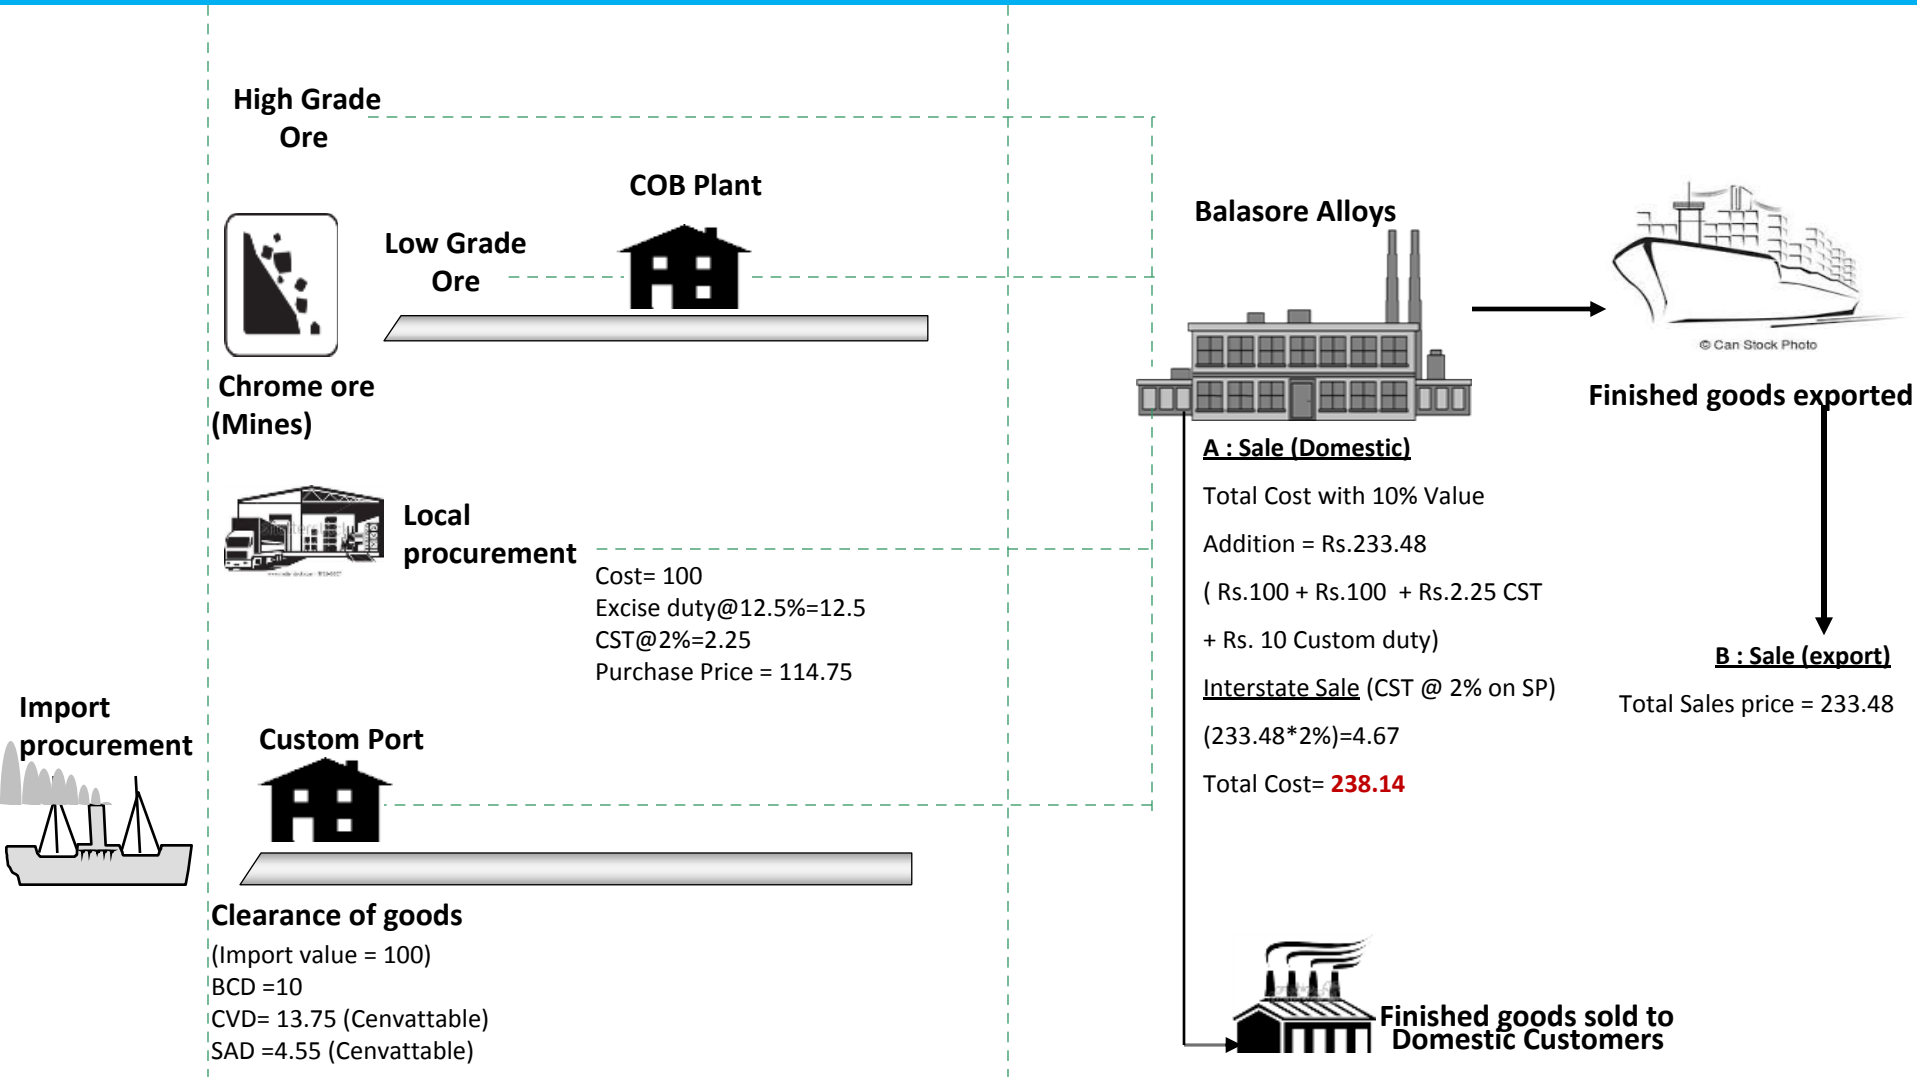 High Grade
Ore
COB Plant
Low Grade
Ore
Chrome ore
(Mines)
Local
procurement
Cost= 100
Excise duty@12.5%=12.5
CST@2%=2.25
Purchase Price = 114.75
Import
procurement
Custom Port
Clearance of goods
(Import value = 100)
BCD =10
CVD= 13.75 (Cenvattable)
SAD =4.55 (Cenvattable)
Balasore Alloys
A : Sale (Domestic)
Total Cost with 10% Value
Addition = Rs.233.48
( Rs.100 + Rs.100 + Rs.2.25 CST
+ Rs. 10 Custom duty)
Interstate Sale (CST @ 2% on SP)
(233.48*2%)=4.67
Total Cost= 238.14
© Can Stock Photo
Finished goods exported
B : Sale (export)
Total Sales price = 233.48
Finished goods sold to
Domestic Customers